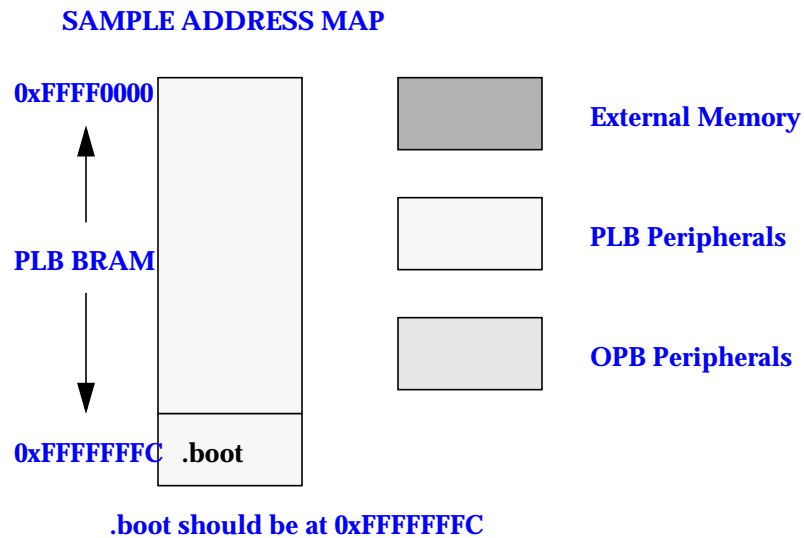 SAMPLE ADDRESS MAP
0xFFFF0000
External Memory
PLB BRAM
PLB Peripherals
OPB Peripherals
0xFFFFFFFC
.boot
.boot should be at 0xFFFFFFFC